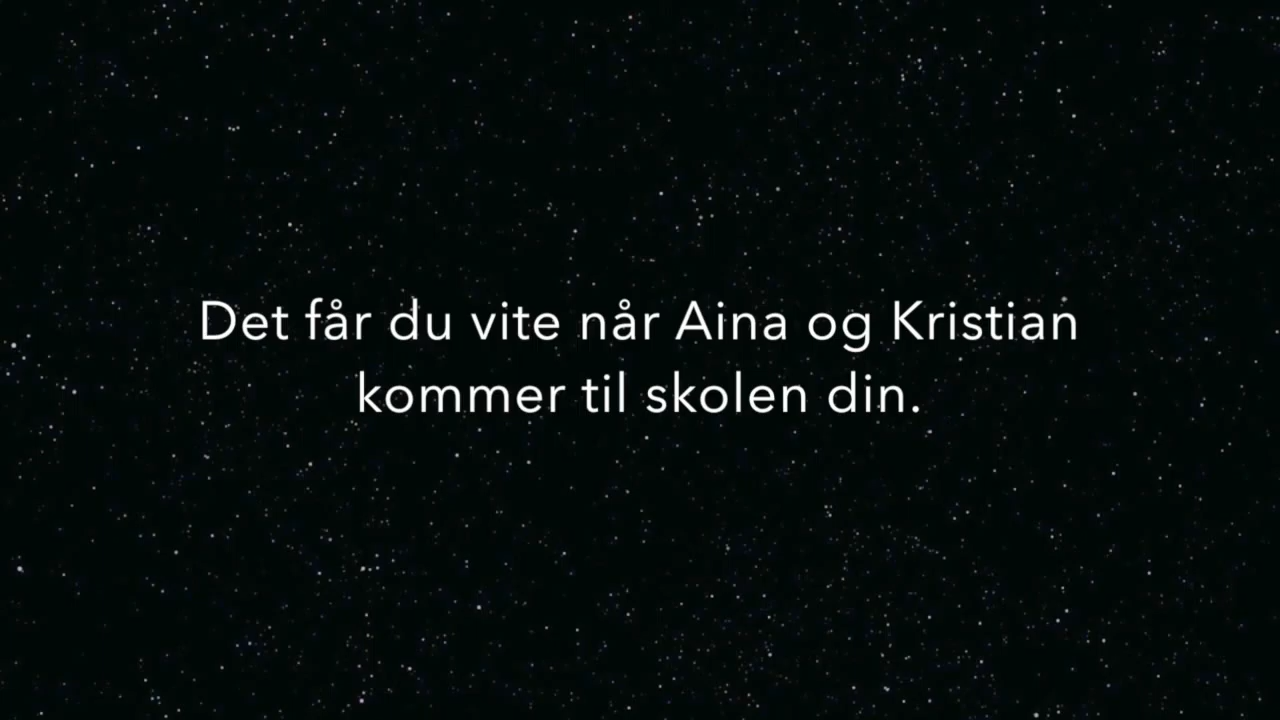 Det får du vite når Aina og Kristian
kommer til skolen din.